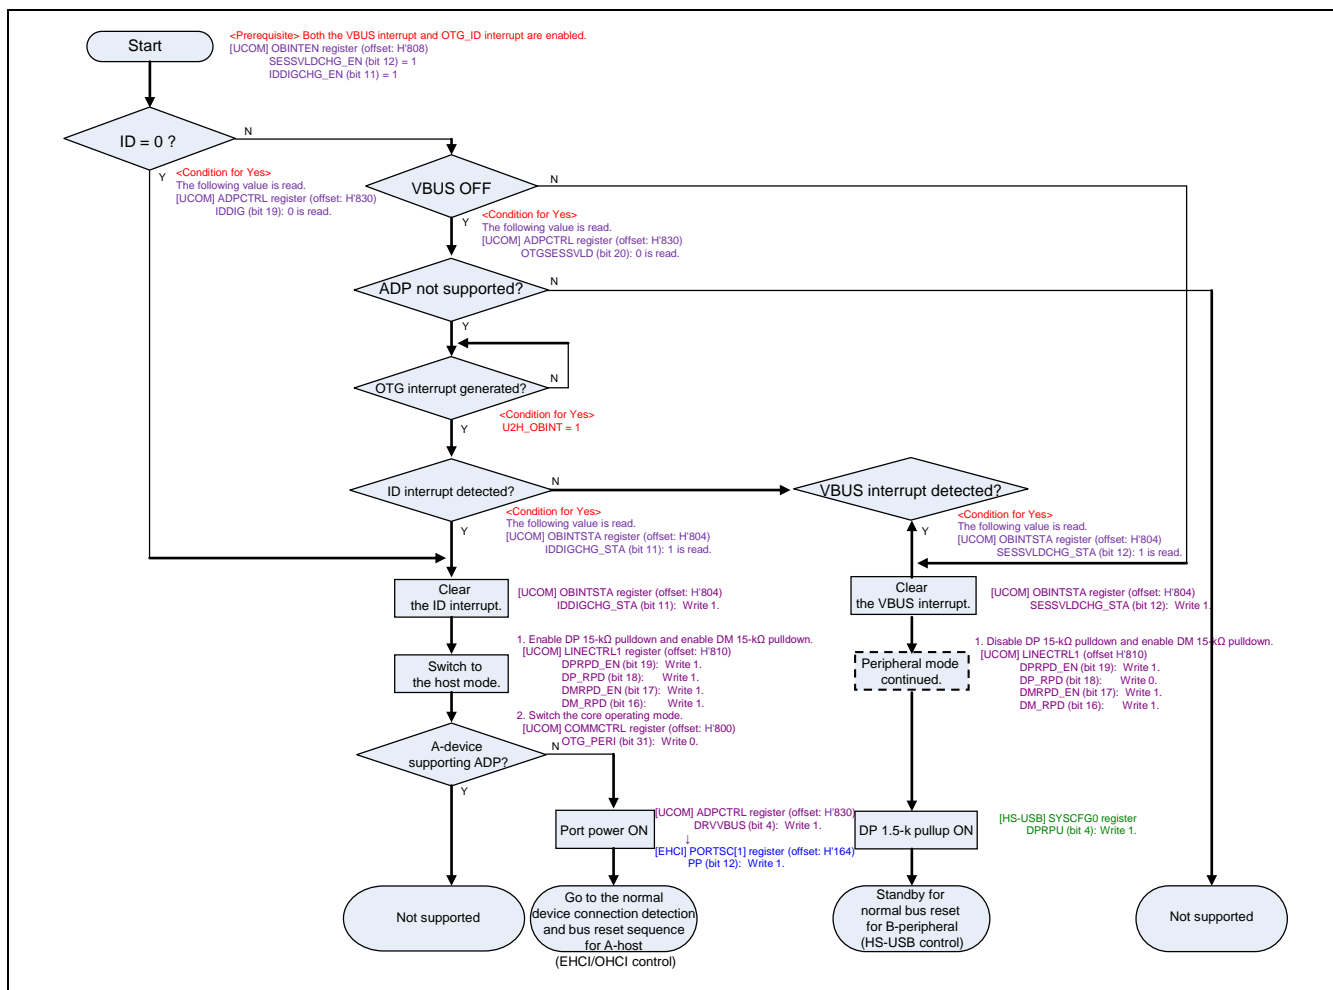 Start
<Prerequisite> Both the VBUS interrupt and OTG_ID interrupt are enabled.
[UCOM] OBINTEN register (offset: H'808)
SESSVLDCHG_EN (bit 12) = 1
IDDIGCHG_EN (bit 11) = 1
ID = 0 ?
N
Y
<Condition for Yes>
The following value is read.
[UCOM] ADPCTRL register (offset: H'830)
IDDIG (bit 19): 0 is read.
VBUS OFF
N
Y
<Condition for Yes>
The following value is read.
[UCOM] ADPCTRL register (offset: H'830)
OTGSESSVLD (bit 20): 0 is read.
ADP not supported?
N
Y
OTG interrupt generated?
N
<Condition for Yes>
U2H_OBINT = 1
Y
ID interrupt detected?
N
<Condition for Yes>
The following value is read.
[UCOM] OBINTSTA register (offset: H'804)
IDDIGCHG_STA (bit 11): 1 is read.
Y
VBUS interrupt detected?
<Condition for Yes>
Y
The following value is read.
[UCOM] OBINTSTA register (offset: H'804)
SESSVLDCHG_STA (bit 12): 1 is read.
Clear
the ID interrupt.
[UCOM] OBINTSTA register (offset: H'804)
IDDIGCHG_STA (bit 11): Write 1.
Clear
the VBUS interrupt.
[UCOM] OBINTSTA register (offset: H'804)
SESSVLDCHG_STA (bit 12): Write 1.
Switch to
the host mode.
1. Enable DP 15-kΩ pulldown and enable DM 15-kΩ pulldown.
[UCOM] LINECTRL1 register (offset: H'810)
DPRPD_EN (bit 19): Write 1.
DP_RPD (bit 18): Write 1.
DMRPD_EN (bit 17): Write 1.
DM_RPD (bit 16): Write 1.
2. Switch the core operating mode.
[UCOM] COMMCTRL register (offset: H'800)
OTG_PERI (bit 31): Write 0.
Peripheral mode
continued.
1. Disable DP 15-kΩ pulldown and enable DM 15-kΩ pulldown.
[UCOM] LINECTRL1 (offset H'810)
DPRPD_EN (bit 19): Write 1.
DP_RPD (bit 18): Write 0.
DMRPD_EN (bit 17): Write 1.
DM_RPD (bit 16): Write 1.
A-device
supporting ADP?
N
Y
Port power ON
[UCOM] ADPCTRL register (offset: H'830)
DRVVBUS (bit 4): Write 1.
↓
[EHCI] PORTSC[1] register (offset: H'164)
PP (bit 12): Write 1.
DP 1.5-k pullup ON
[HS-USB] SYSCFG0 register
DPRPU (bit 4): Write 1.
Not supported
Go to the normal
device connection detection
and bus reset sequence
for A-host
(EHCI/OHCI control)
Standby for
normal bus reset
for B-peripheral
(HS-USB control)
Not supported